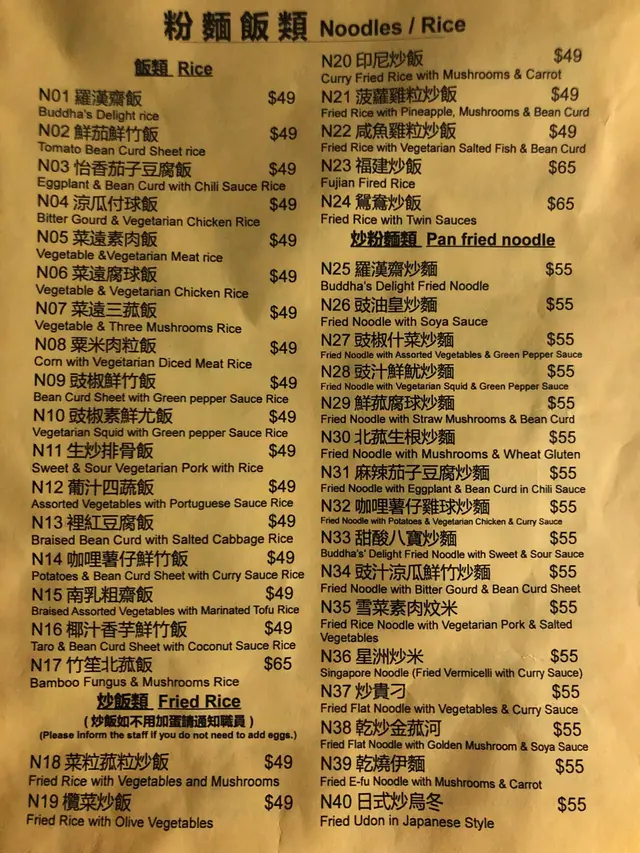 粉麵飯類 Noodles / Rice
飯類 Rice
N01 羅漢齋飯 $49
Buddha's Delight rice
N02 鮮茄鮮竹飯 $49
Tomato Bean Curd Sheet rice
N03 怡香茄子豆腐飯 $49
Eggplant & Bean Curd with Chili Sauce Rice
N04 涼瓜付球飯 $49
Bitter Gourd & Vegetarian Chicken Rice
N05 菜遠素肉飯 $49
Vegetable &Vegetarian Meat rice
N06 菜遠腐球飯 $49
Vegetable & Vegetarian Chicken Rice
N07 菜遠三菰飯 $49
Vegetable & Three Mushrooms Rice
N08 粟米肉粒飯 $49
Corn with Vegetarian Diced Meat Rice
N09 豉椒鮮竹飯 $49
Bean Curd Sheet with Green pepper Sauce Rice
N10 豉椒素鮮尤飯 $49
Vegetarian Squid with Green pepper Sauce Rice
N11 生炒排骨飯 $49
Sweet & Sour Vegetarian Pork with Rice
N12 葡汁四蔬飯 $49
Assorted Vegetables with Portuguese Sauce Rice
N13 裡紅豆腐飯 $49
Braised Bean Curd with Salted Cabbage Rice
N14 咖哩薯仔鮮竹飯 $49
Potatoes & Bean Curd Sheet with Curry Sauce Rice
N15 南乳粗齋飯 $49
Braised Assorted Vegetables with Marinated Tofu Rice
N16 椰汁香芋鮮竹飯 $49
Taro & Bean Curd Sheet with Coconut Sauce Rice
N17 竹笙北菰飯 $65
Bamboo Fungus & Mushrooms Rice
炒飯類 Fried Rice
( 炒飯如不用加蛋請通知職員 )
(Please inform the staff if you do not need to add eggs.)
N18 菜粒菰粒炒飯 $49
Fried Rice with Vegetables and Mushrooms
N19 欖菜炒飯 $49
Fried Rice with Olive Vegetables
N20 印尼炒飯 $49
Curry Fried Rice with Mushrooms & Carrot
N21 菠蘿雞粒炒飯 $49
Fried Rice with Pineapple, Mushrooms & Bean Curd
N22 咸魚雞粒炒飯 $49
Fried Rice with Vegetarian Salted Fish & Bean Curd
N23 福建炒飯 $65
Fujian Fired Rice
N24 鴛鴦炒飯 $65
Fried Rice with Twin Sauces
炒粉麵類 Pan fried noodle
N25 羅漢齋炒麵 $55
Buddha's Delight Fried Noodle
N26 豉油皇炒麵 $55
Fried Noodle with Soya Sauce
N27 豉椒什菜炒麵 $55
Fried Noodle with Assorted Vegetables & Green Pepper Sauce
N28 豉汁鮮魷炒麵 $55
Fried Noodle with Vegetarian Squid & Green Pepper Sauce
N29 鮮菰腐球炒麵 $55
Fried Noodle with Straw Mushrooms & Bean Curd
N30 北菰生根炒麵 $55
Fried Noodle with Mushrooms & Wheat Gluten
N31 麻辣茄子豆腐炒麵 $55
Fried Noodle with Eggplant & Bean Curd in Chili Sauce
N32 咖哩薯仔雞球炒麵 $55
Fried Noodle with Potatoes & Vegetarian Chicken & Curry Sauce
N33 甜酸八寶炒麵 $55
Buddhas' Delight Fried Noodle with Sweet & Sour Sauce
N34 豉汁涼瓜鮮竹炒麵 $55
Fried Noodle with Bitter Gourd & Bean Curd Sheet
N35 雪菜素肉炆米 $55
Fried Rice Noodle with Vegetarian Pork & Salted
Vegetables
N36 星洲炒米 $55
Singapore Noodle (Fried Vermicelli with Curry Sauce)
N37 炒貴刁 $55
Fried Flat Noodle with Vegetables & Curry Sauce
N38 乾炒金菰河 $55
Fried Flat Noodle with Golden Mushroom & Soya Sauce
N39 乾燒伊麵 $55
Fried E-fu Noodle with Mushrooms & Carrot
N40 日式炒烏冬 $55
Fried Udon in Japanese Style